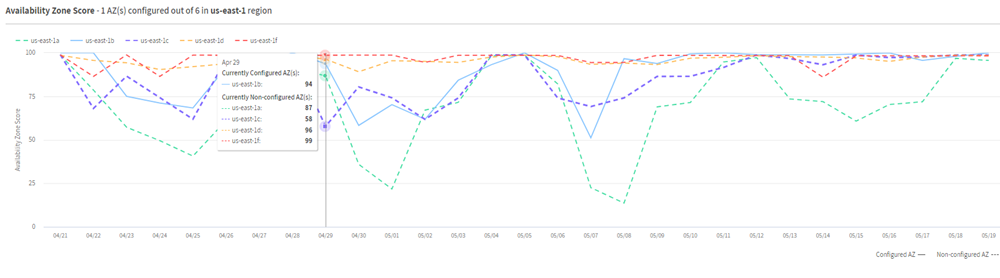 Availability Zone Score - 1 AZ(s) configured out of 6 in us-east-1 region
us-east-1a us-east-1b us-east-1c us-east-1d us-east-1f
Availability Zone Score
100
75
50
25
0
Apr 29
Currently Configured AZ(s):
us-east-1b: 94
Currently Non-configured AZ(s):
us-east-1a: 87
us-east-1c: 58
us-east-1d: 96
us-east-1f: 99
04/21 04/22 04/23 04/24 04/25 04/26 04/27 04/28 04/29 04/30 05/01 05/02 05/03 05/04 05/05 05/06 05/07 05/08 05/09 05/10 05/11 05/12 05/13 05/14 05/15 05/16 05/17 05/18 05/19
Configured AZ Non-configured AZ